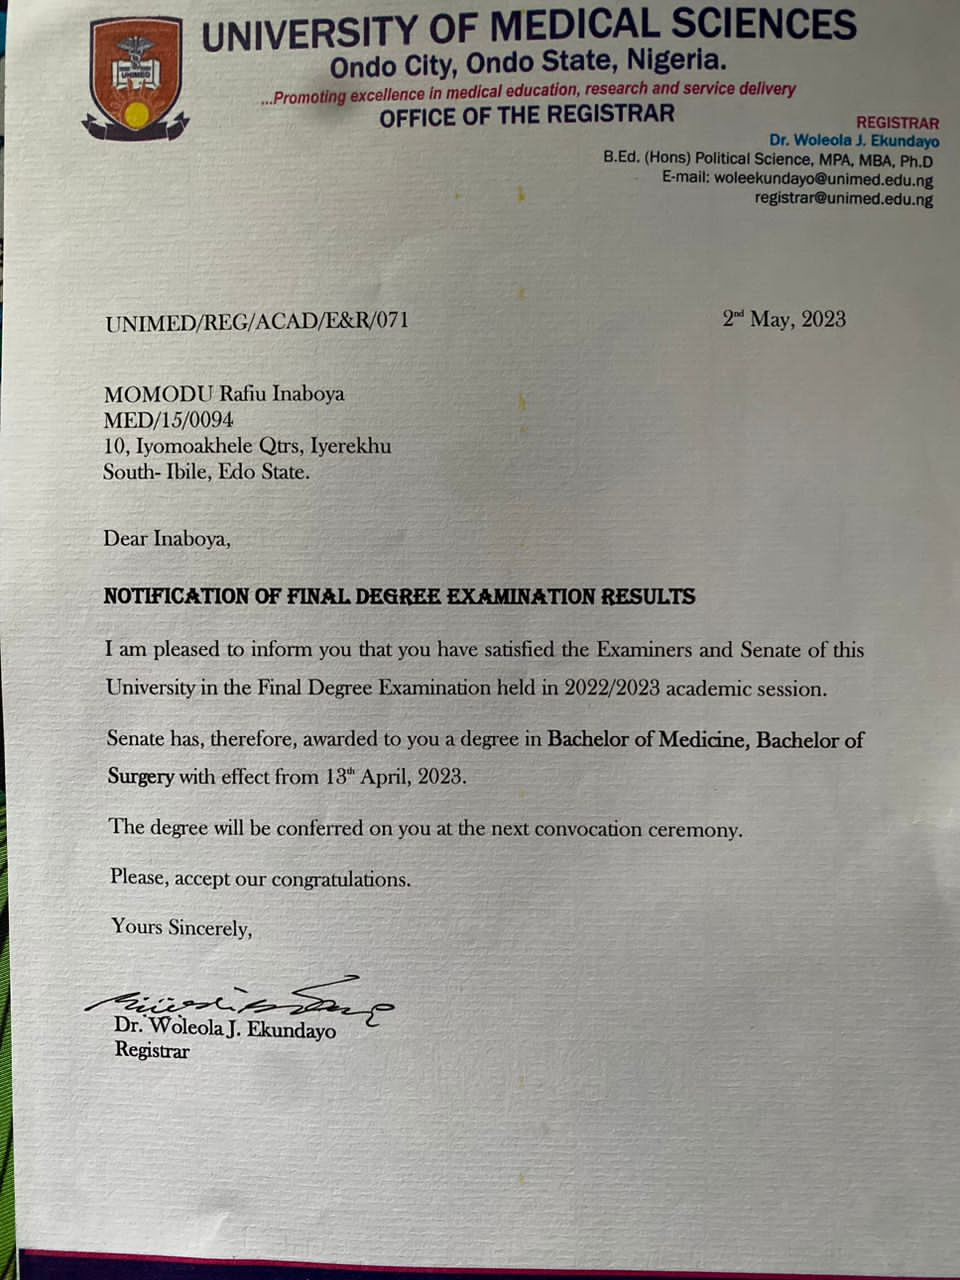 UNIMED
UNIVERSITY OF MEDICAL SCIENCES
Ondo City, Ondo State, Nigeria.
...Promoting excellence in medical education, research and service delivery
OFFICE OF THE REGISTRAR
REGISTRAR
Dr. Woleola J. Ekundayo
B.Ed. (Hons) Political Science, MPA, MBA, Ph.D
E-mail: woleekundayo@unimed.edu.ng
registrar@unimed.edu.ng
UNIMED/REG/ACAD/E&R/071
2nd May, 2023
MOMODU Rafiu Inaboya
MED/15/0094
10, Iyomoakhele Qtrs, Iyerekhu
South- Ibile, Edo State.
Dear Inaboya,
NOTIFICATION OF FINAL DEGREE EXAMINATION RESULTS
I am pleased to inform you that you have satisfied the Examiners and Senate of this
University in the Final Degree Examination held in 2022/2023 academic session.
Senate has, therefore, awarded to you a degree in Bachelor of Medicine, Bachelor of
Surgery with effect from 13th April, 2023.
The degree will be conferred on you at the next convocation ceremony.
Please, accept our congratulations.
Yours Sincerely,
Dr. Woleola J. Ekundayo
Registrar